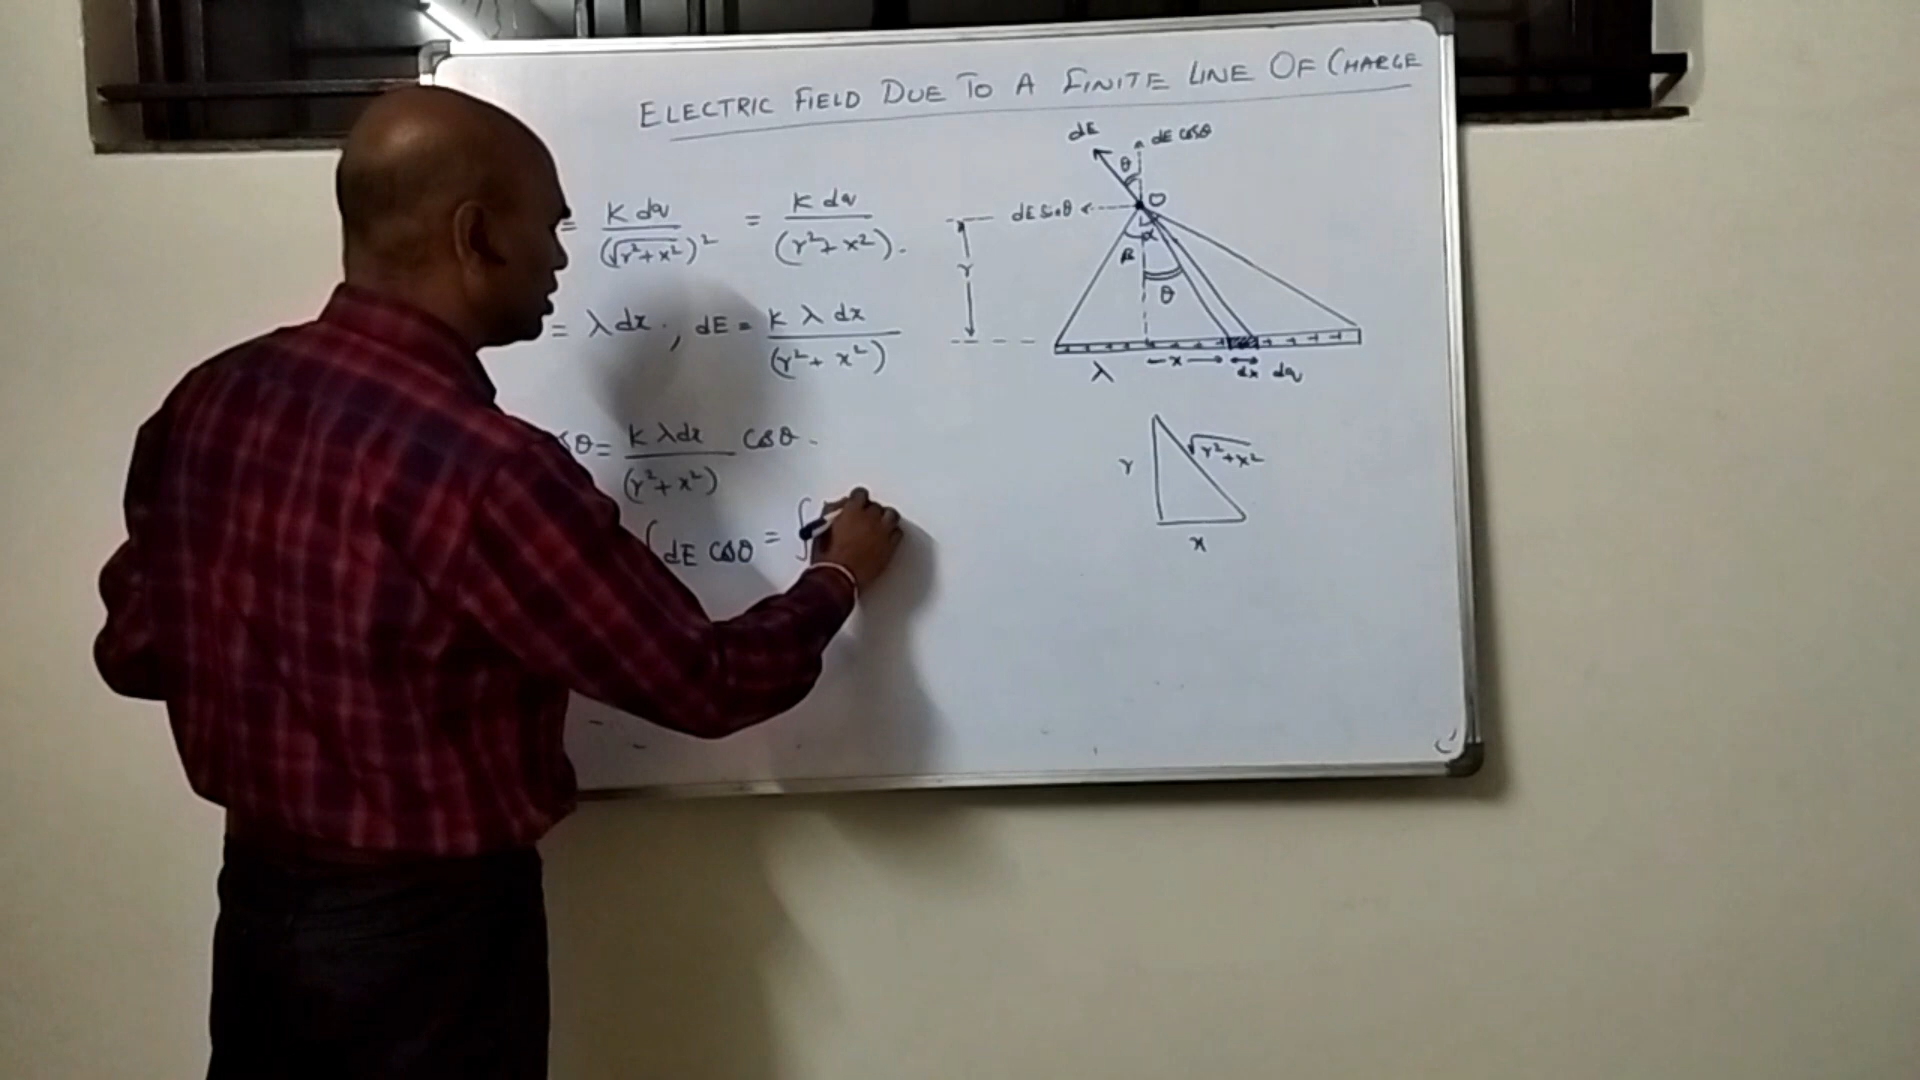 ELECTRIC FIELD DUE TO A FINITE LINE OF CHARGE
= K dq / (√r²+x²)² = K dq / (r²+x²).
= λdx. , dE = K λ dx / (r²+x²)
θ = K λdx / (r²+x²) cosθ.
∫dE cosθ = ∫
dE
θ
dE cosθ
dE sinθ
O
α
β
r
θ
x
dx
dq
λ
r
√r²+x²
x